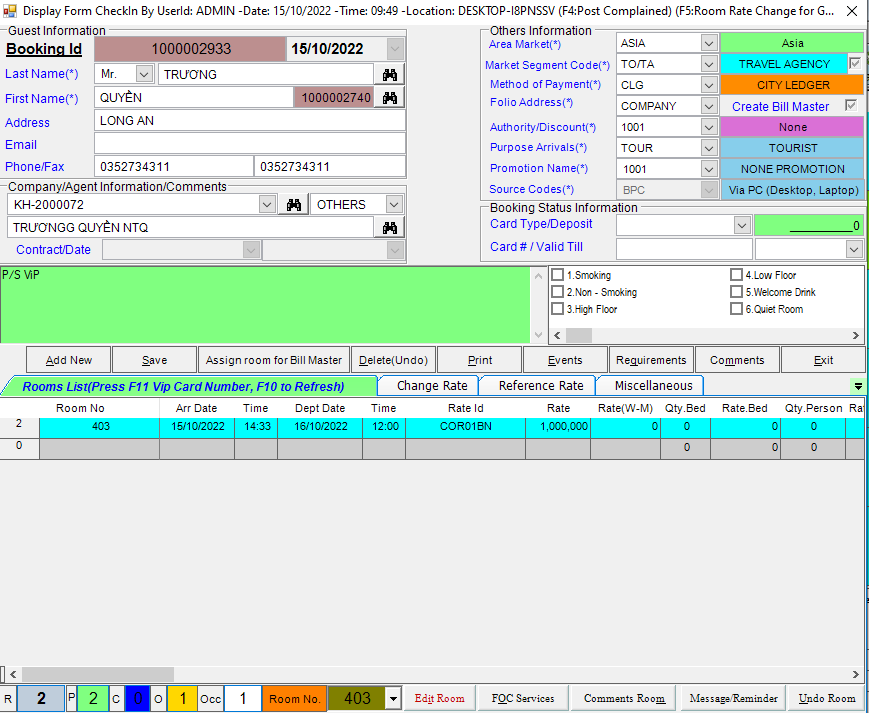 Display Form CheckIn By UserId: ADMIN -Date: 15/10/2022 -Time: 09:49 -Location: DESKTOP-I8PNSSV (F4:Post Complained) (F5:Room Rate Change for G...
Guest Information
Booking Id 1000002933 15/10/2022
Last Name(*) Mr. TRƯƠNG
First Name(*) QUYỀN 1000002740
Address LONG AN
Email
Phone/Fax 0352734311 0352734311
Company/Agent Information/Comments
KH-2000072 OTHERS
TRƯƠNGG QUYỀN NTQ
Contract/Date
Others Information
Area Market(*) ASIA Asia
Market Segment Code(*) TO/TA TRAVEL AGENCY
Method of Payment(*) CLG CITY LEDGER
Folio Address(*) COMPANY Create Bill Master
Authority/Discount(*) 1001 None
Purpose Arrivals(*) TOUR TOURIST
Promotion Name(*) 1001 NONE PROMOTION
Source Codes(*) BPC Via PC (Desktop, Laptop)
Booking Status Information
Card Type/Deposit 0
Card # / Valid Till
P/S ViP
1.Smoking 4.Low Floor
2.Non - Smoking 5.Welcome Drink
3.High Floor 6.Quiet Room
Add New Save Assign room for Bill Master Delete(Undo) Print Events Requirements Comments Exit
Rooms List(Press F11 Vip Card Number, F10 to Refresh) Change Rate Reference Rate Miscellaneous
Room No Arr Date Time Dept Date Time Rate Id Rate Rate(W-M) Qty.Bed Rate.Bed Qty.Person Rat
2 403 15/10/2022 14:33 16/10/2022 12:00 COR01BN 1,000,000 0 0 0 0
0 0 0 0
R 2 P 2 C 0 O 1 Occ 1 Room No. 403 Edit Room FOC Services Comments Room Message/Reminder Undo Room